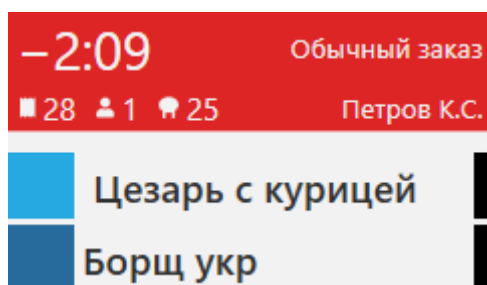 –2:09 Обычный заказ
28 1 25 Петров К.С.
Цезарь с курицей
Борщ укр